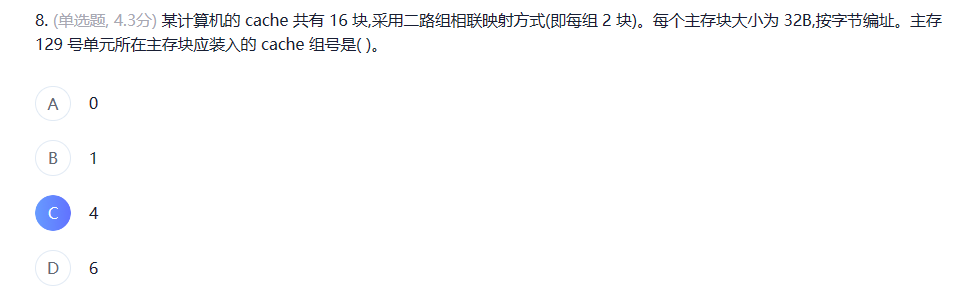 8. (单选题, 4.3分) 某计算机的 cache 共有 16 块,采用二路组相联映射方式(即每组 2 块)。每个主存块大小为 32B,按字节编址。主存
129 号单元所在主存块应装入的 cache 组号是( )。
A 0
B 1
C 4
D 6